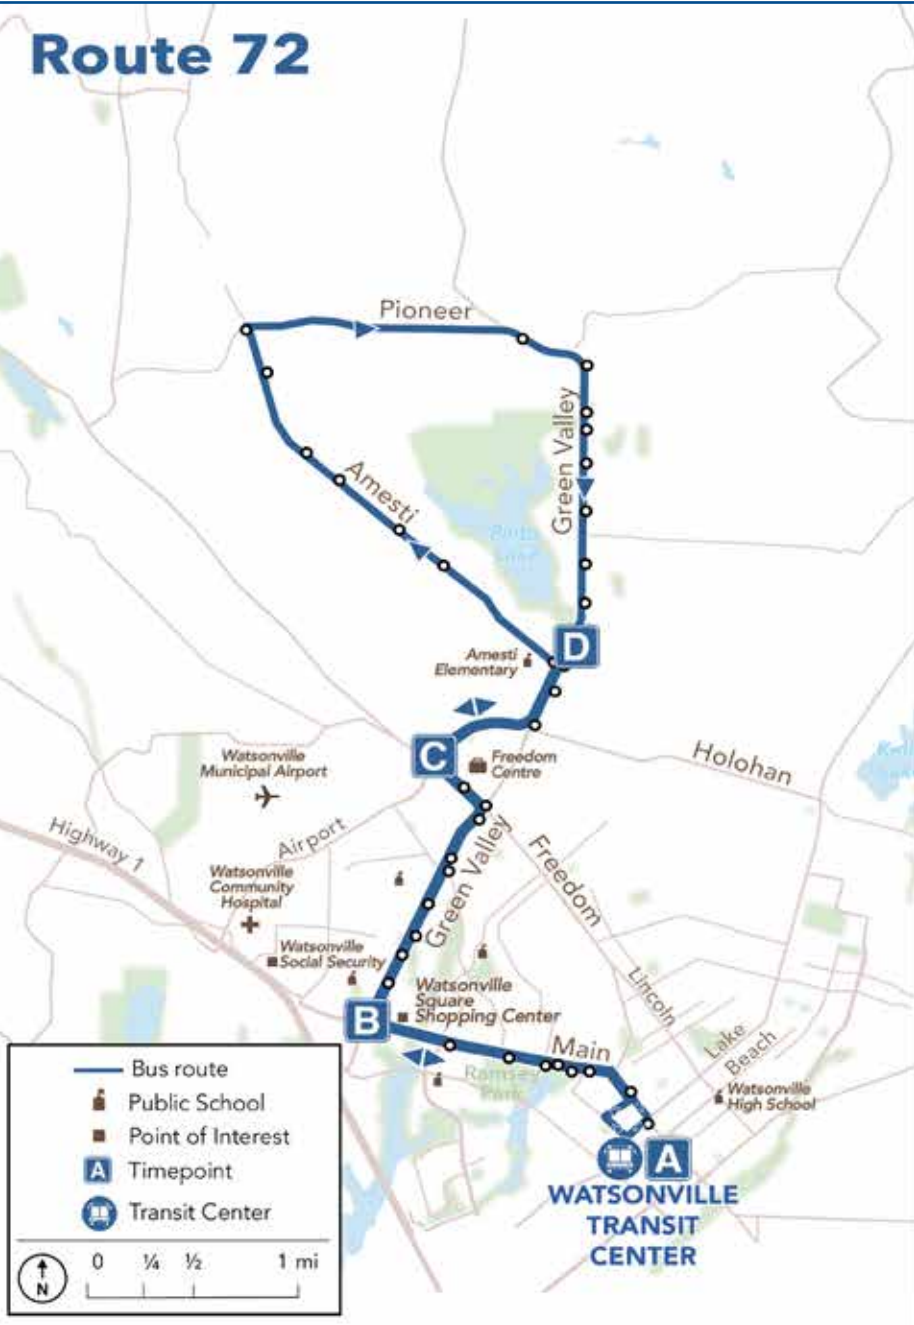 Route 72
Pioneer
Green Valley
Amesti
Pinto
Lake
D
Amesti
Elementary
C
Freedom
Centre
Holohan
Watsonville
Municipal Airport
Highway 1
Airport
Freedom
Green Valley
Watsonville
Community
Hospital
Watsonville
Social Security
Watsonville
Square
Shopping Center
Lincoln
B
Main
Lake
Beach
Ramsey
Park
Watsonville
High School
A
WATSONVILLE
TRANSIT
CENTER
Bus route
Public School
Point of Interest
A Timepoint
Transit Center
0 ¼ ½ 1 mi
N